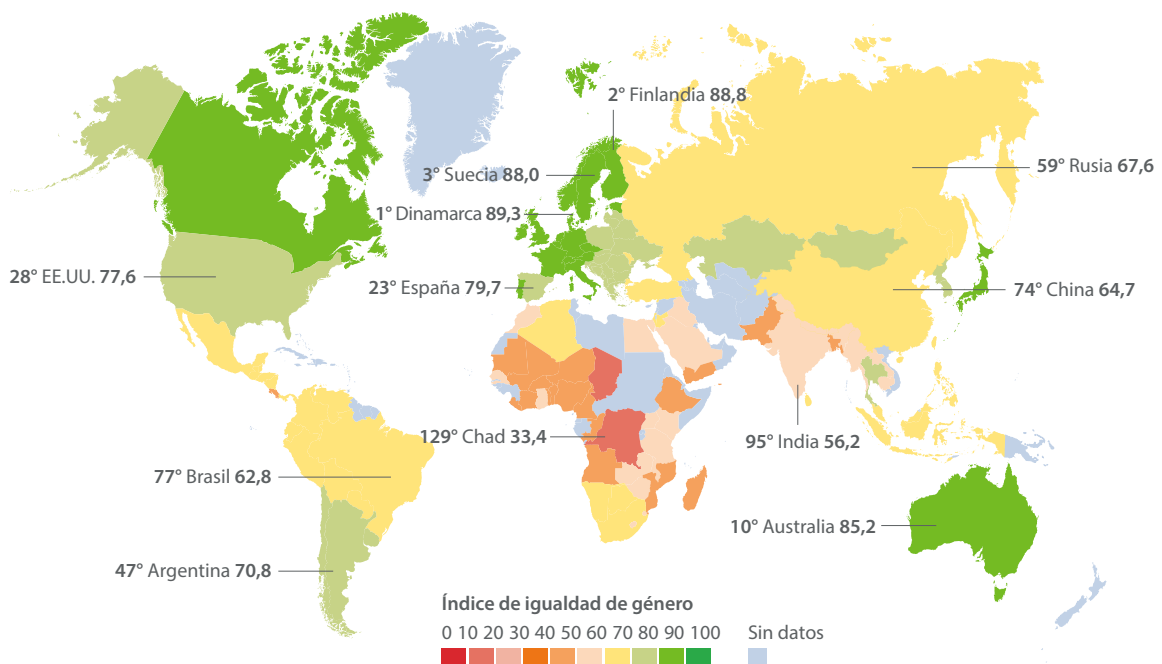 2° Finlandia 88,8
59° Rusia 67,6
3° Suecia 88,0
1° Dinamarca 89,3
28° EE.UU. 77,6
23° España 79,7
74° China 64,7
129° Chad 33,4
95° India 56,2
77° Brasil 62,8
10° Australia 85,2
47° Argentina 70,8
Índice de igualdad de género
0 10 20 30 40 50 60 70 80 90 100 Sin datos